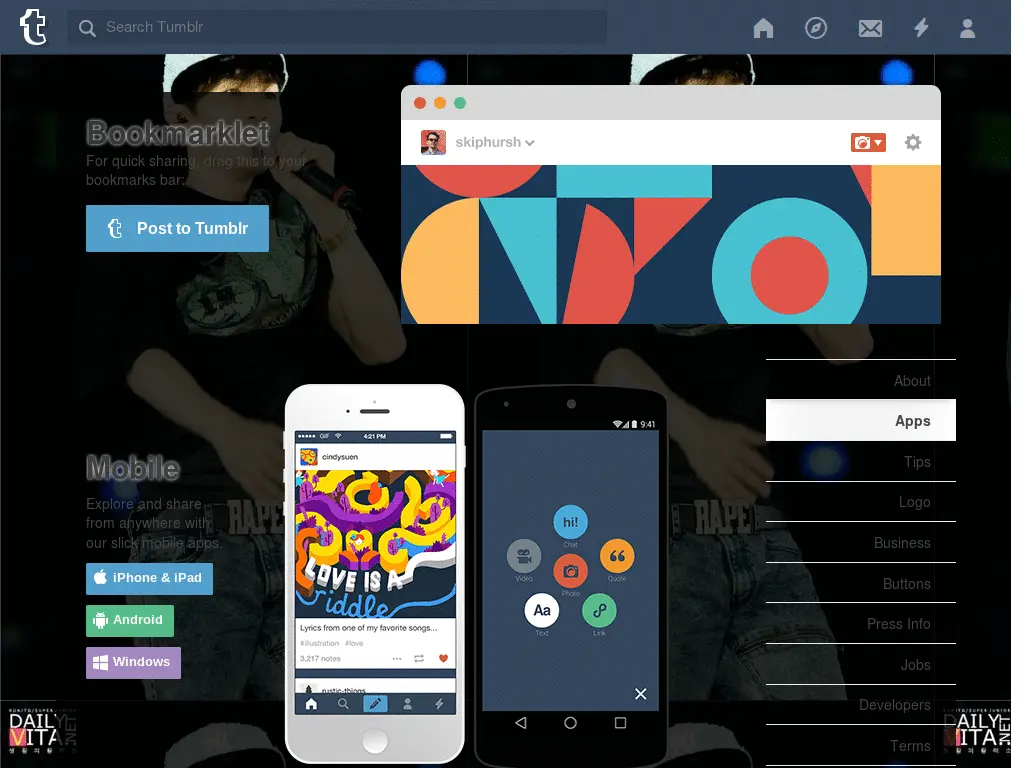 Search Tumblr
Bookmarklet
For quick sharing, drag this to your
bookmarks bar:
Post to Tumblr
skiphursh
About
Apps
Tips
Logo
Business
Buttons
Press Info
Jobs
Developers
Terms
Mobile
Explore and share
from anywhere with
our slick mobile apps.
iPhone & iPad
Android
Windows
GIF
4:21 PM
cindysuen
LOVE IS A
riddle
Lyrics from one of my favorite songs...
#illustration #love
3,217 notes
rustic-things
9:41
hi!
Chat
Video
Photo
Quote
Aa
Text
Link
RAPE
RAPE
DAILY
VITA.NET
DAILY
VITA.NET